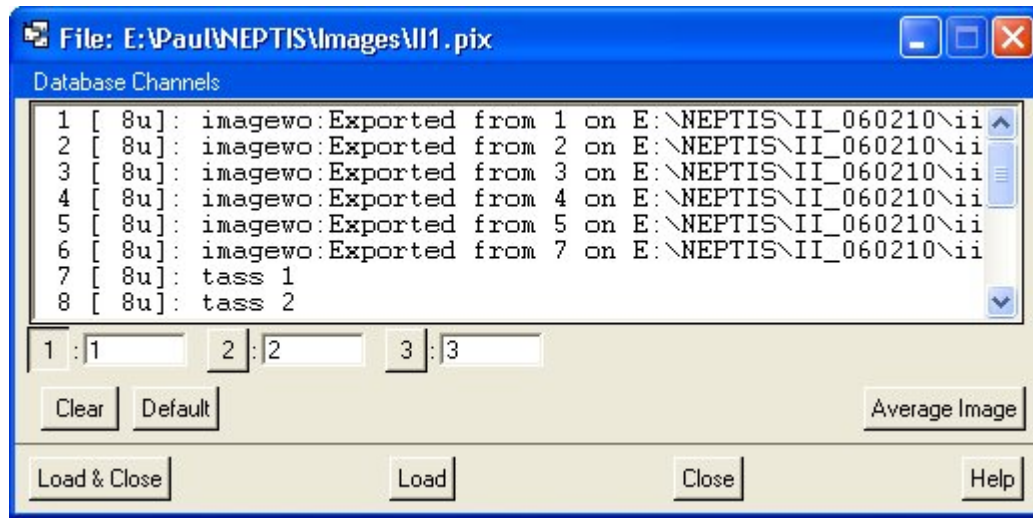 File: E:\Paul\NEPTIS\Images\II1.pix
Database Channels
1 [ 8u]: imagewo:Exported from 1 on E:\NEPTIS\II_060210\ii
2 [ 8u]: imagewo:Exported from 2 on E:\NEPTIS\II_060210\ii
3 [ 8u]: imagewo:Exported from 3 on E:\NEPTIS\II_060210\ii
4 [ 8u]: imagewo:Exported from 4 on E:\NEPTIS\II_060210\ii
5 [ 8u]: imagewo:Exported from 5 on E:\NEPTIS\II_060210\ii
6 [ 8u]: imagewo:Exported from 7 on E:\NEPTIS\II_060210\ii
7 [ 8u]: tass 1
8 [ 8u]: tass 2
1 :1 2 :2 3 :3
Clear Default Average Image
Load & Close Load Close Help